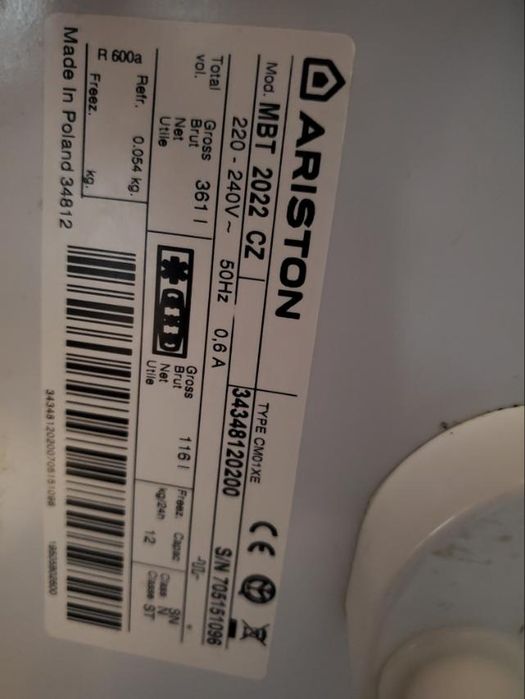 ARISTON
Mod. MBT 2022 CZ
TYPE CM01XE
220 - 240V~ 50Hz 0,6 A
34348120200
S/N 705151096
Total Gross 361 l
vol. Brut
Net
Utile
Gross 116 l
Brut
Net
Utile
Freez. Capac
kg/24h 12
Class SN
N
Classe ST
R 600a
Refr. 0.054 kg.
Freez. kg.
Made In Poland 34812